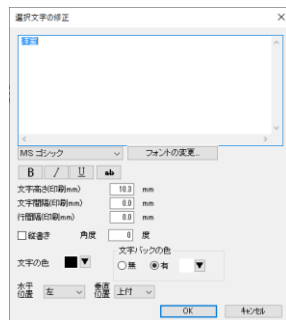 選択文字の修正
MS ゴシック
フォントの変更...
B / U ab
文字高さ(印刷mm) 10.3 mm
文字間隔(印刷mm) 0.0 mm
行間隔(印刷mm) 0.0 mm
縦書き 角度 0 度
文字の色
文字バックの色
無 有
水平位置 左 垂直位置 上付
OK キャンセル